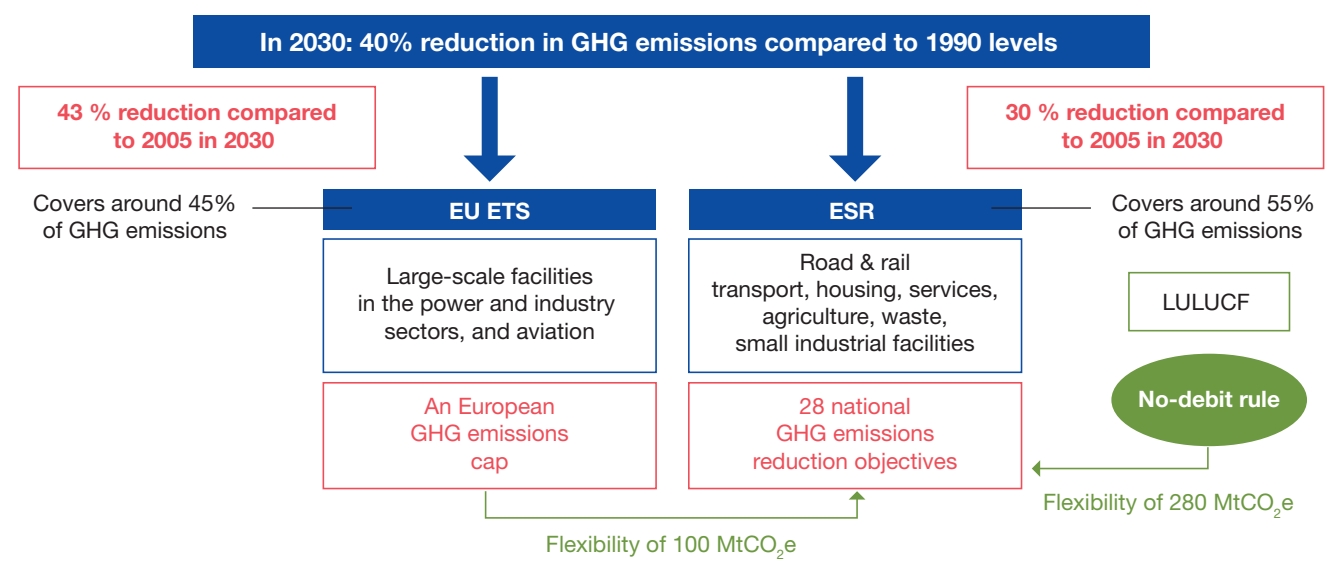 In 2030: 40% reduction in GHG emissions compared to 1990 levels
43 % reduction compared
to 2005 in 2030
30 % reduction compared
to 2005 in 2030
Covers around 45%
of GHG emissions
EU ETS
ESR
Covers around 55%
of GHG emissions
Large-scale facilities
in the power and industry
sectors, and aviation
Road & rail
transport, housing, services,
agriculture, waste,
small industrial facilities
LULUCF
No-debit rule
An European
GHG emissions
cap
28 national
GHG emissions
reduction objectives
Flexibility of 280 MtCO₂e
Flexibility of 100 MtCO₂e